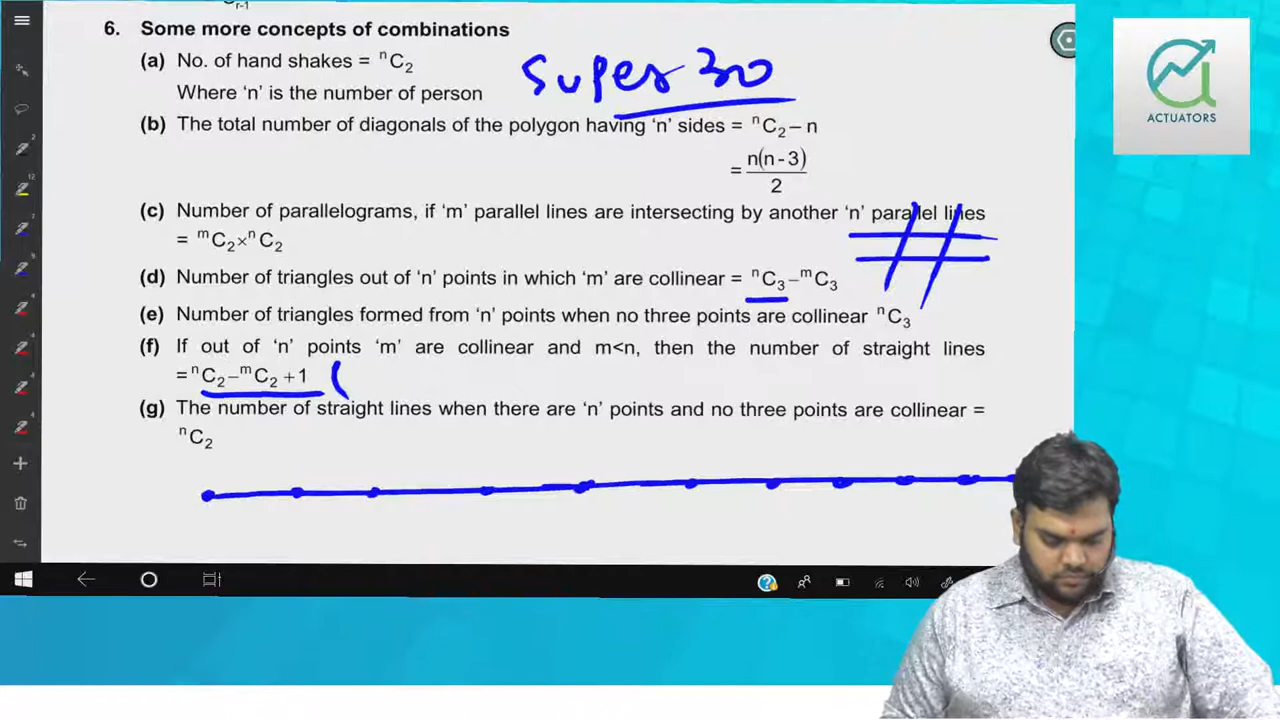 r-1
6. Some more concepts of combinations
(a) No. of hand shakes = ⁿC₂
Super 30
Where 'n' is the number of person
(b) The total number of diagonals of the polygon having 'n' sides = ⁿC₂ – n
= n(n - 3)
2
(c) Number of parallelograms, if 'm' parallel lines are intersecting by another 'n' parallel lines
= ᵐC₂×ⁿC₂
(d) Number of triangles out of 'n' points in which 'm' are collinear = ⁿC₃–ᵐC₃
(e) Number of triangles formed from 'n' points when no three points are collinear ⁿC₃
(f) If out of 'n' points 'm' are collinear and m<n, then the number of straight lines
=ⁿC₂–ᵐC₂ +1 (
(g) The number of straight lines when there are 'n' points and no three points are collinear =
ⁿC₂
ACTUATORS